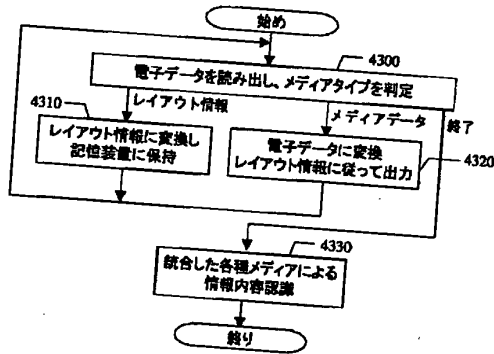 始め
4300
電子データを読み出し、メディアタイプを判定
4310
レイアウト情報
メディアデータ
終了
レイアウト情報に変換し
記憶装置に保持
電子データに変換
レイアウト情報に従って出力
4320
4330
統合した各種メディアによる
情報内容認識
終り